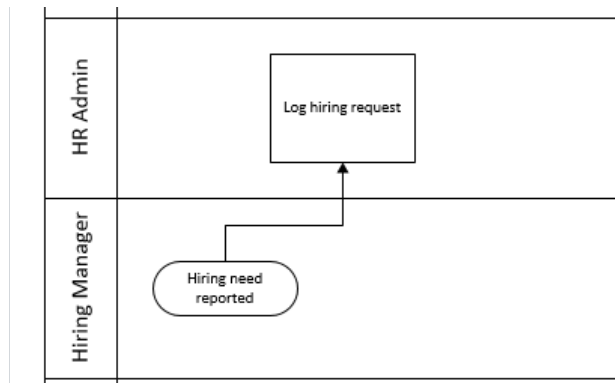 HR Admin
Log hiring request
Hiring Manager
Hiring need
reported